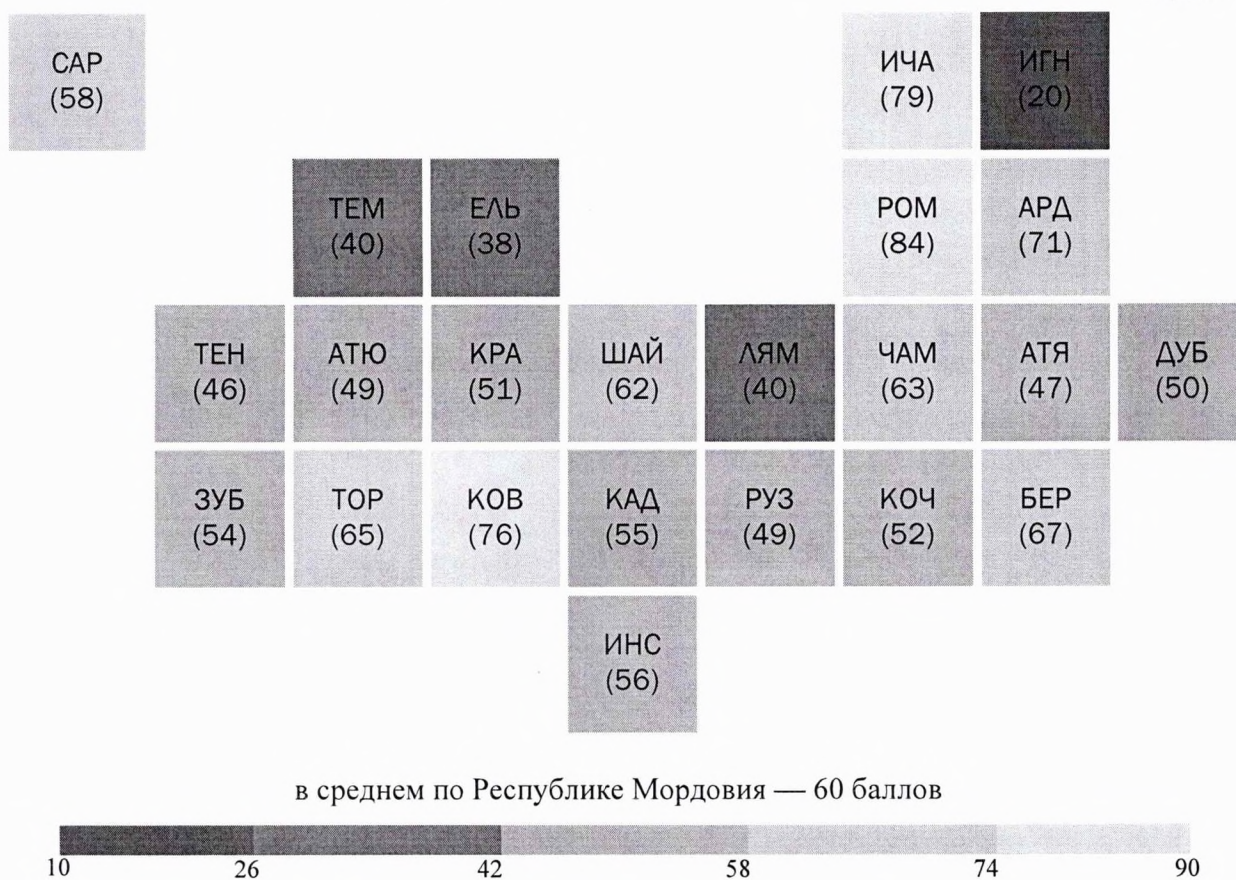 САР
(58)
ИЧА
(79)
ИГН
(20)
ТЕМ
(40)
ЕЛЬ
(38)
РОМ
(84)
АРД
(71)
ТЕН
(46)
АТЮ
(49)
КРА
(51)
ШАЙ
(62)
ЛЯМ
(40)
ЧАМ
(63)
АТЯ
(47)
ДУБ
(50)
ЗУБ
(54)
ТОР
(65)
КОВ
(76)
КАД
(55)
РУЗ
(49)
КОЧ
(52)
БЕР
(67)
ИНС
(56)
в среднем по Республике Мордовия — 60 баллов
10 26 42 58 74 90